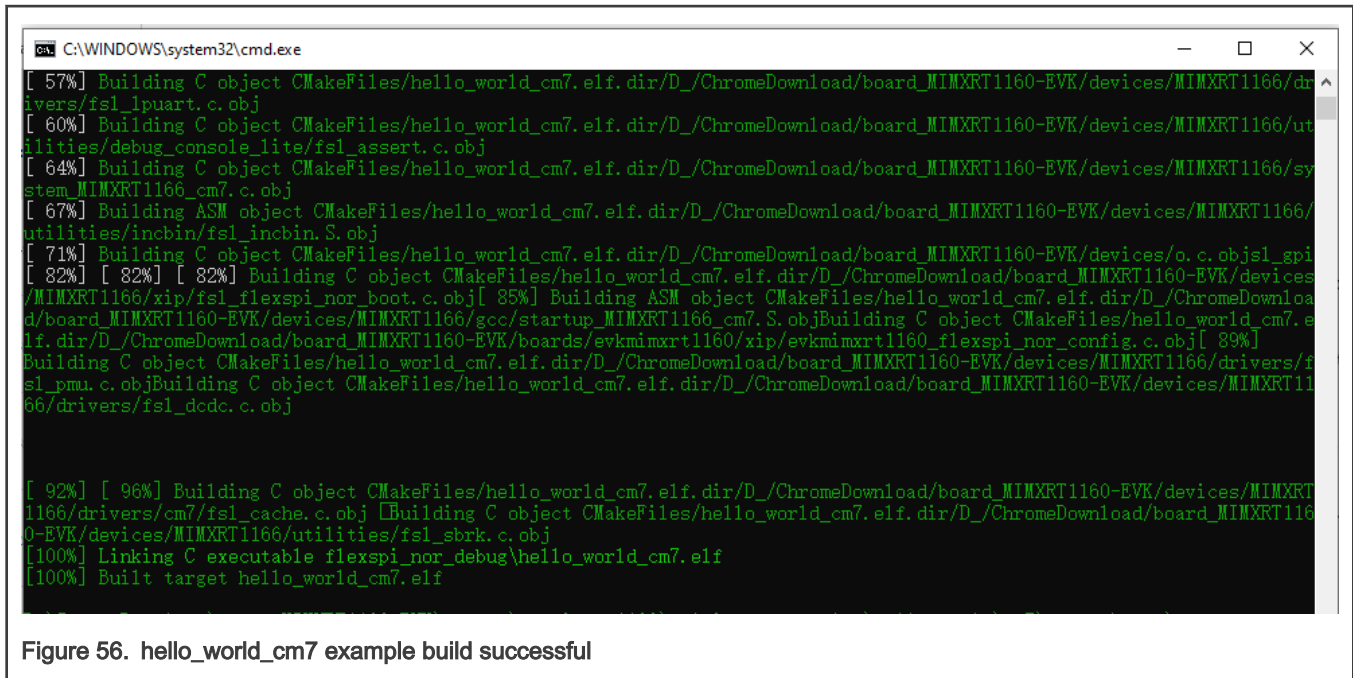 C:\WINDOWS\system32\cmd.exe
[ 57%] Building C object CMakeFiles/hello_world_cm7.elf.dir/D_/ChromeDownload/board_MIMXRT1160-EVK/devices/MIMXRT1166/dr
ivers/fsl_lpuart.c.obj
[ 60%] Building C object CMakeFiles/hello_world_cm7.elf.dir/D_/ChromeDownload/board_MIMXRT1160-EVK/devices/MIMXRT1166/ut
ilities/debug_console_lite/fsl_assert.c.obj
[ 64%] Building C object CMakeFiles/hello_world_cm7.elf.dir/D_/ChromeDownload/board_MIMXRT1160-EVK/devices/MIMXRT1166/sy
stem_MIMXRT1166_cm7.c.obj
[ 67%] Building ASM object CMakeFiles/hello_world_cm7.elf.dir/D_/ChromeDownload/board_MIMXRT1160-EVK/devices/MIMXRT1166/
utilities/incbin/fsl_incbin.S.obj
[ 71%] Building C object CMakeFiles/hello_world_cm7.elf.dir/D_/ChromeDownload/board_MIMXRT1160-EVK/devices/o.c.objsl_gpi
[ 82%] [ 82%] [ 82%] Building C object CMakeFiles/hello_world_cm7.elf.dir/D_/ChromeDownload/board_MIMXRT1160-EVK/devices
/MIMXRT1166/xip/fsl_flexspi_nor_boot.c.obj[ 85%] Building ASM object CMakeFiles/hello_world_cm7.elf.dir/D_/ChromeDownloa
d/board_MIMXRT1160-EVK/devices/MIMXRT1166/gcc/startup_MIMXRT1166_cm7.S.objBuilding C object CMakeFiles/hello_world_cm7.e
lf.dir/D_/ChromeDownload/board_MIMXRT1160-EVK/boards/evkmimxrt1160/xip/evkmimxrt1160_flexspi_nor_config.c.obj[ 89%]
Building C object CMakeFiles/hello_world_cm7.elf.dir/D_/ChromeDownload/board_MIMXRT1160-EVK/devices/MIMXRT1166/drivers/f
sl_pmu.c.objBuilding C object CMakeFiles/hello_world_cm7.elf.dir/D_/ChromeDownload/board_MIMXRT1160-EVK/devices/MIMXRT11
66/drivers/fsl_dcdc.c.obj
[ 92%] [ 96%] Building C object CMakeFiles/hello_world_cm7.elf.dir/D_/ChromeDownload/board_MIMXRT1160-EVK/devices/MIMXRT
1166/drivers/cm7/fsl_cache.c.obj Building C object CMakeFiles/hello_world_cm7.elf.dir/D_/ChromeDownload/board_MIMXRT116
0-EVK/devices/MIMXRT1166/utilities/fsl_sbrk.c.obj
[100%] Linking C executable flexspi_nor_debug\hello_world_cm7.elf
[100%] Built target hello_world_cm7.elf
Figure 56. hello_world_cm7 example build successful